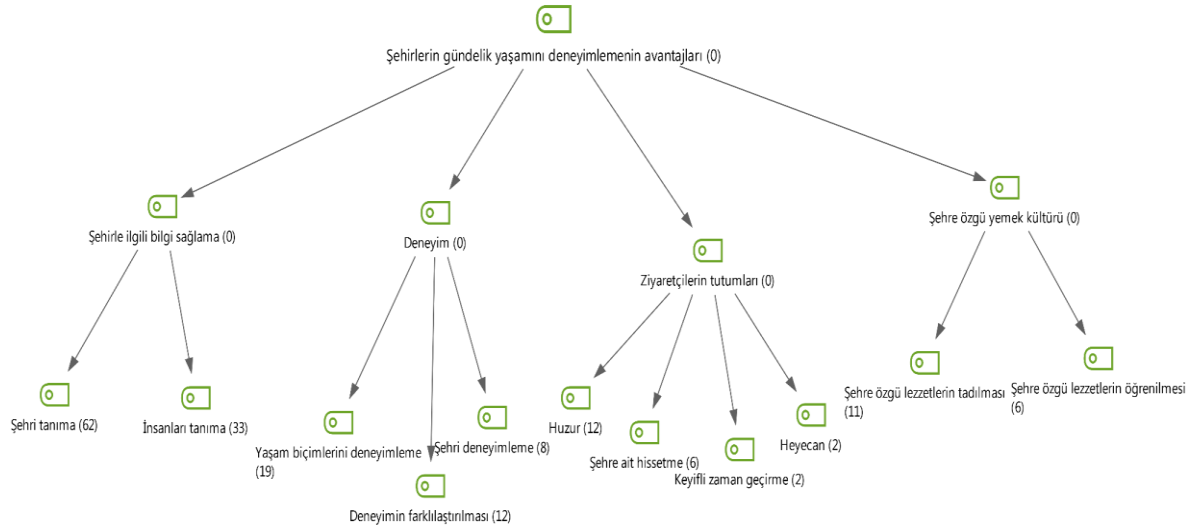 Şehirlerin gündelik yaşamını deneyimlemenin avantajları (0)
Şehirle ilgili bilgi sağlama (0)
Deneyim (0)
Ziyaretçilerin tutumları (0)
Şehre özgü yemek kültürü (0)
Şehri tanıma (62)
İnsanları tanıma (33)
Yaşam biçimlerini deneyimleme
(19)
Deneyimin farklılaştırılması (12)
Şehri deneyimleme (8)
Huzur (12)
Şehre ait hissetme (6)
Keyifli zaman geçirme (2)
Heyecan (2)
Şehre özgü lezzetlerin tadılması
(11)
Şehre özgü lezzetlerin öğrenilmesi
(6)